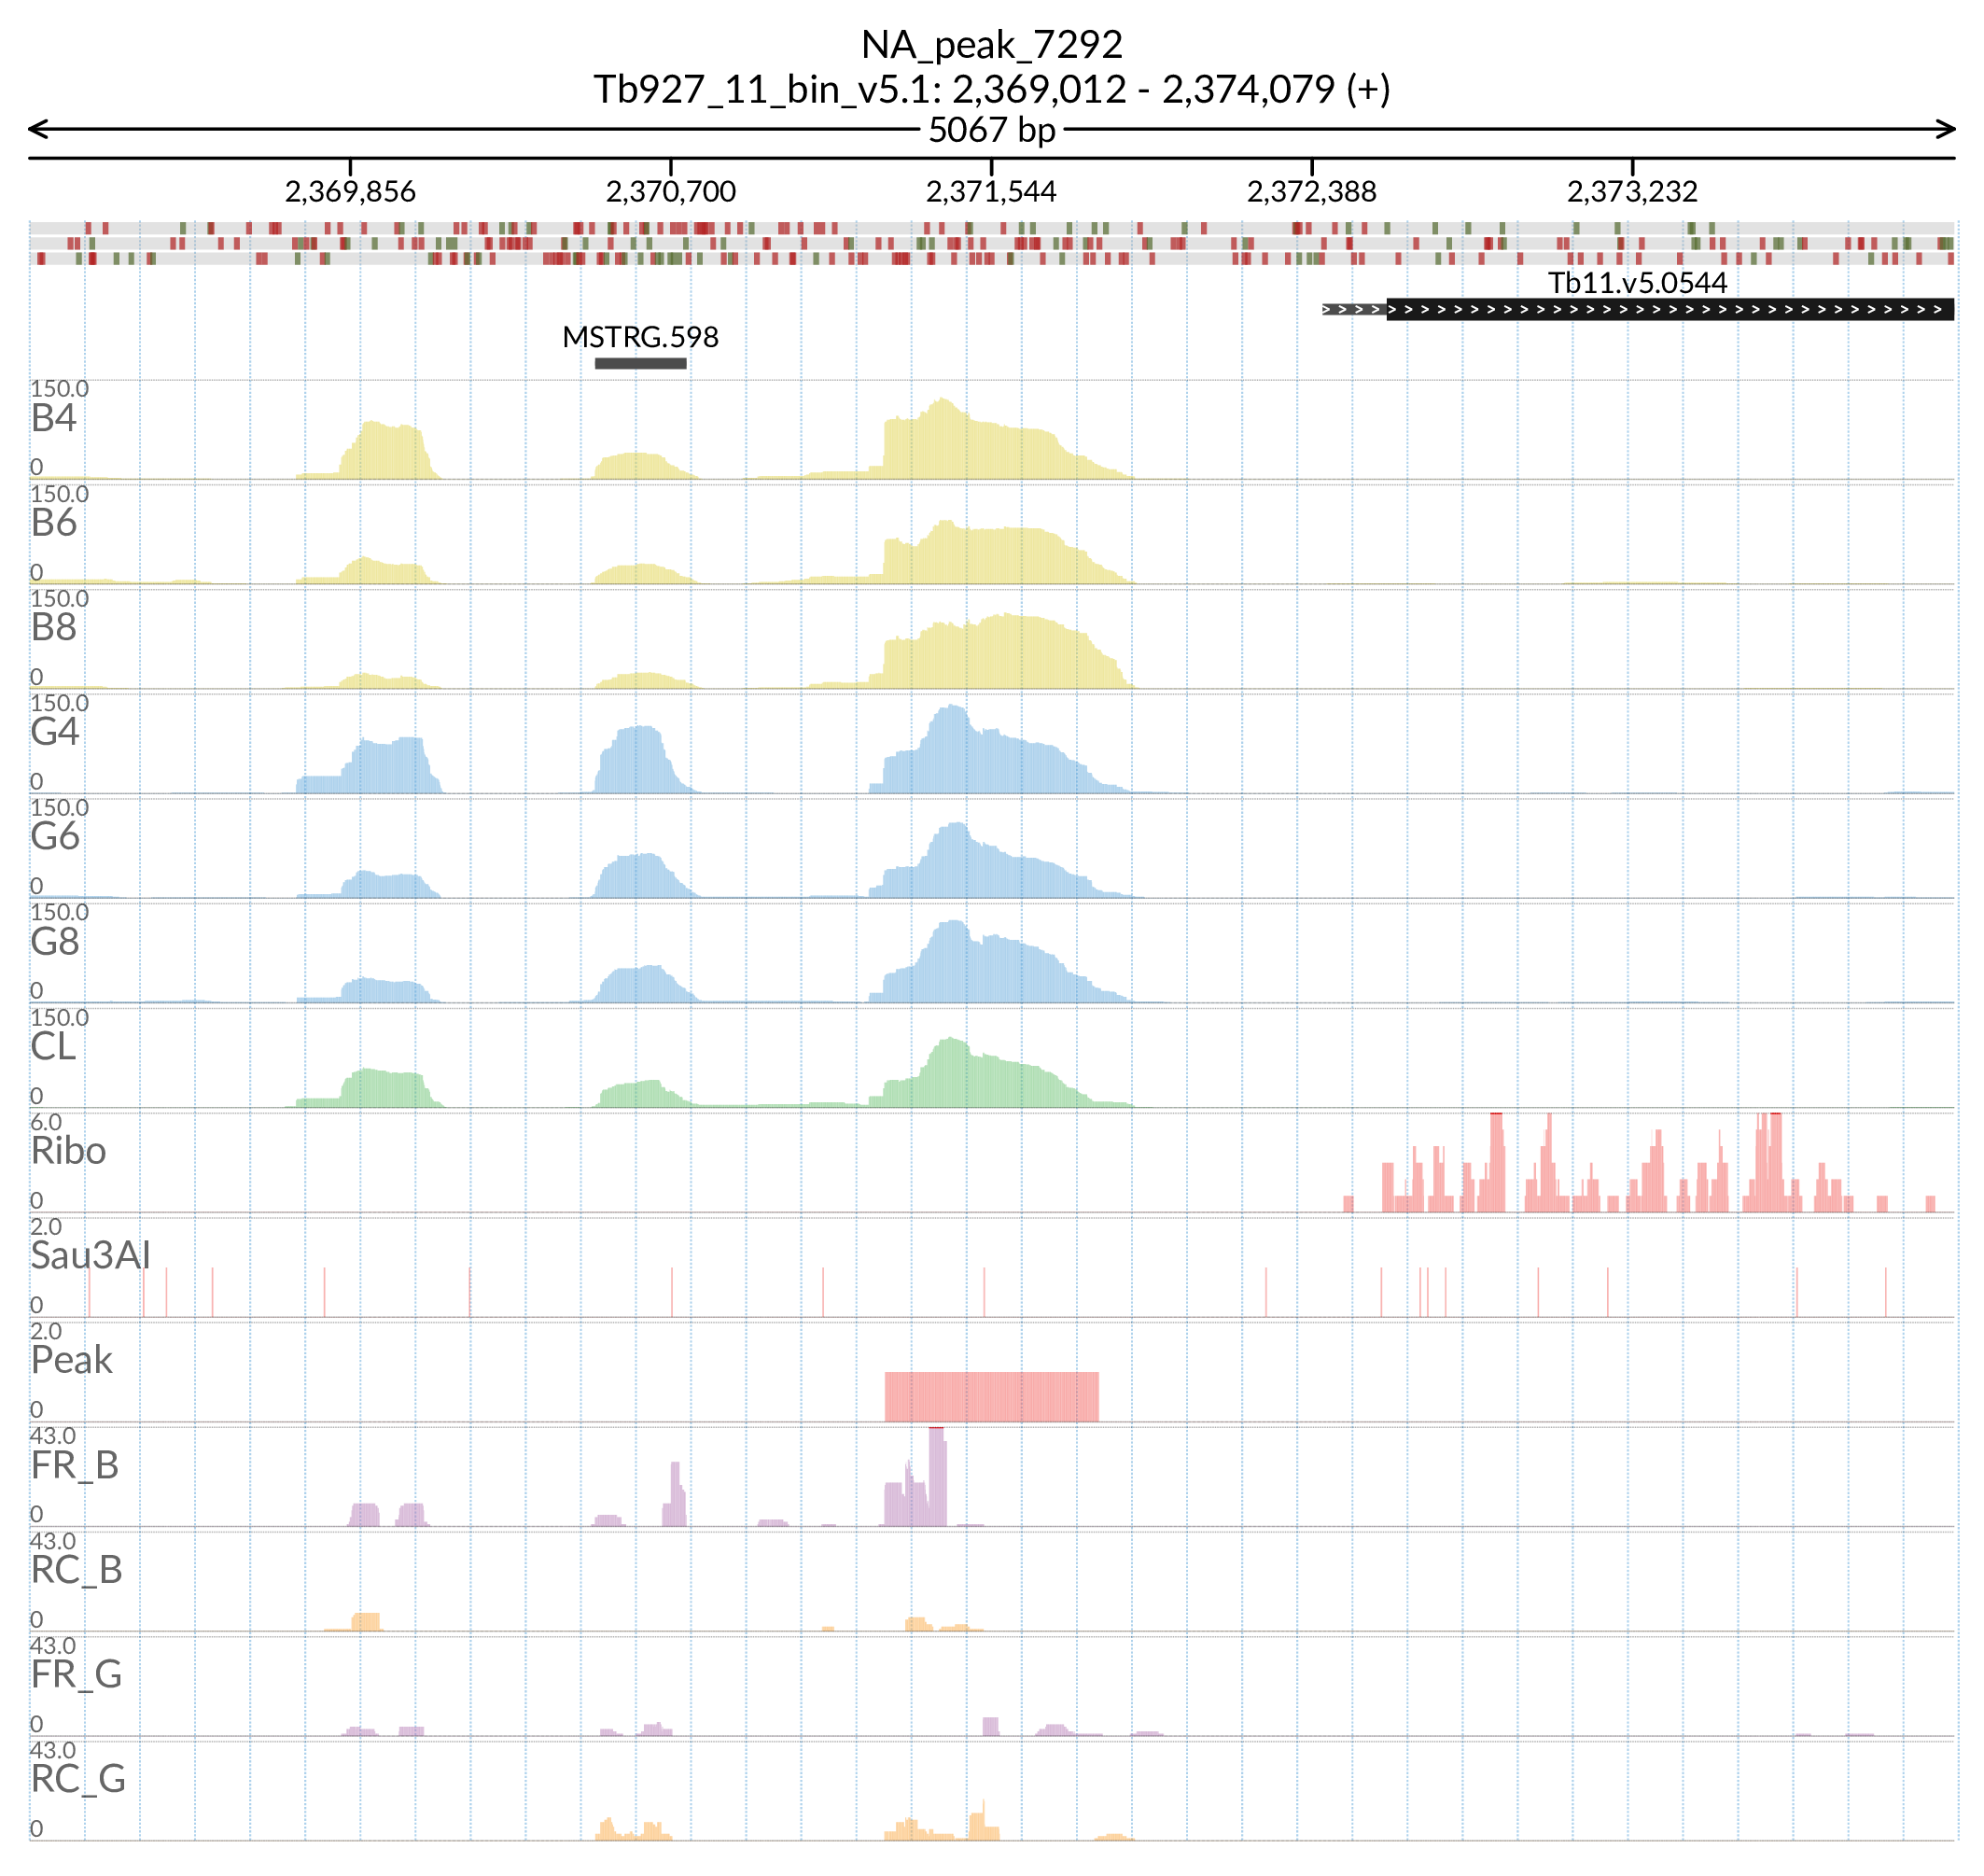 NA_peak_7292
Tb927_11_bin_v5.1: 2,369,012 - 2,374,079 (+)
5067 bp
2,369,856 2,370,700 2,371,544 2,372,388 2,373,232
Tb11.v5.0544
MSTRG.598
150.0
B4
0
150.0
B6
0
150.0
B8
0
150.0
G4
0
150.0
G6
0
150.0
G8
0
150.0
CL
0
6.0
Ribo
0
2.0
Sau3AI
0
2.0
Peak
0
43.0
FR_B
0
43.0
RC_B
0
43.0
FR_G
0
43.0
RC_G
0